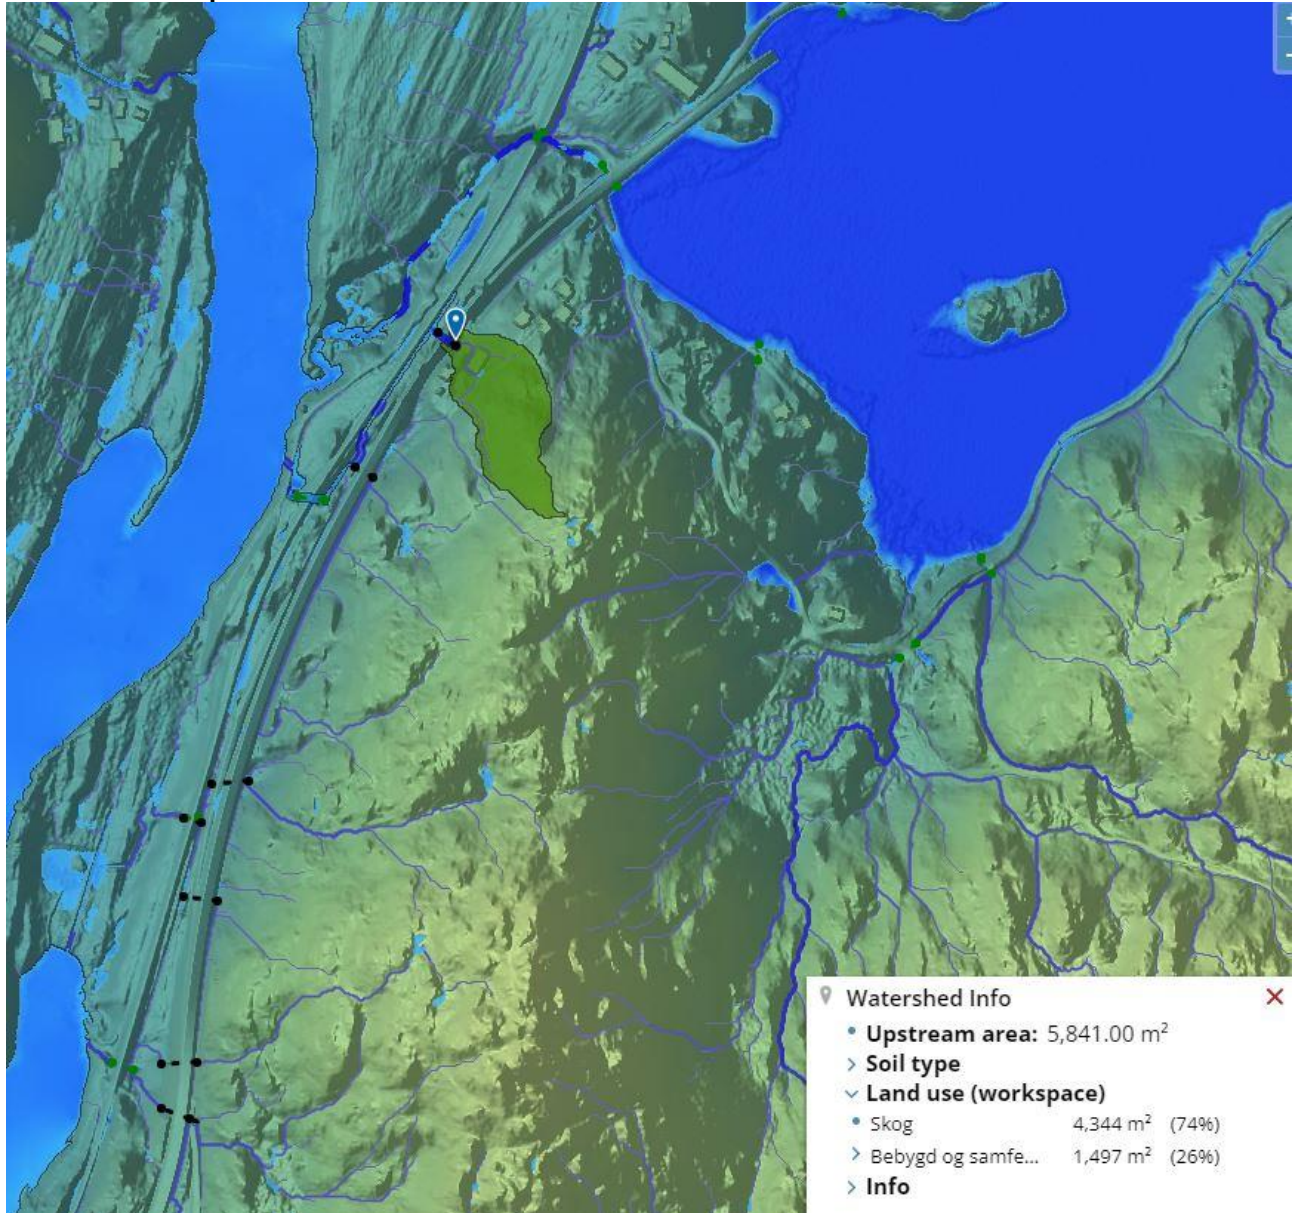 Watershed Info
Upstream area: 5,841.00 m²
Soil type
Land use (workspace)
Skog 4,344 m² (74%)
Bebygd og samfe... 1,497 m² (26%)
Info